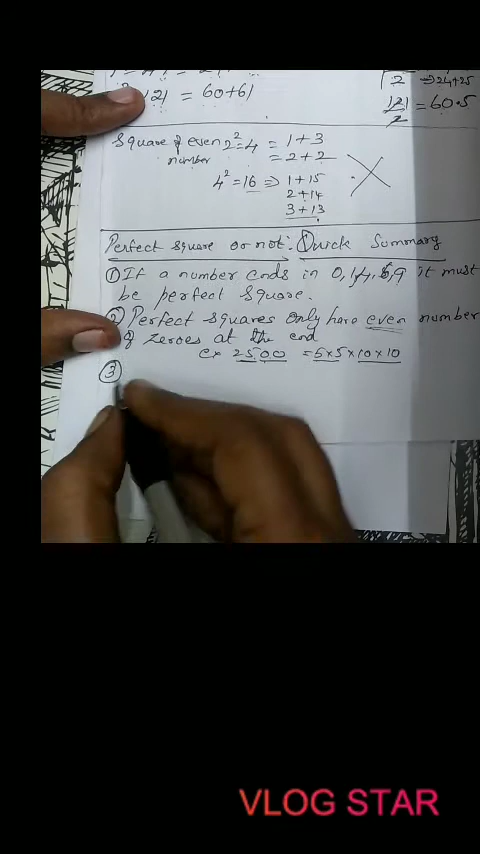 121 = 60+61
2 ⇒ 24+25
121/2 = 60.5
Square of even number 2² = 4 = 1+3
= 2+2
4² = 16 ⇒ 1+15
2+14
3+13
Perfect square or not: Quick Summary
① If a number ends in 0,1,4,5,6,9 it must
be perfect square.
② Perfect squares only have even number
of zeroes at the end
ex 2500 = 5×5×10×10
③
VLOG STAR